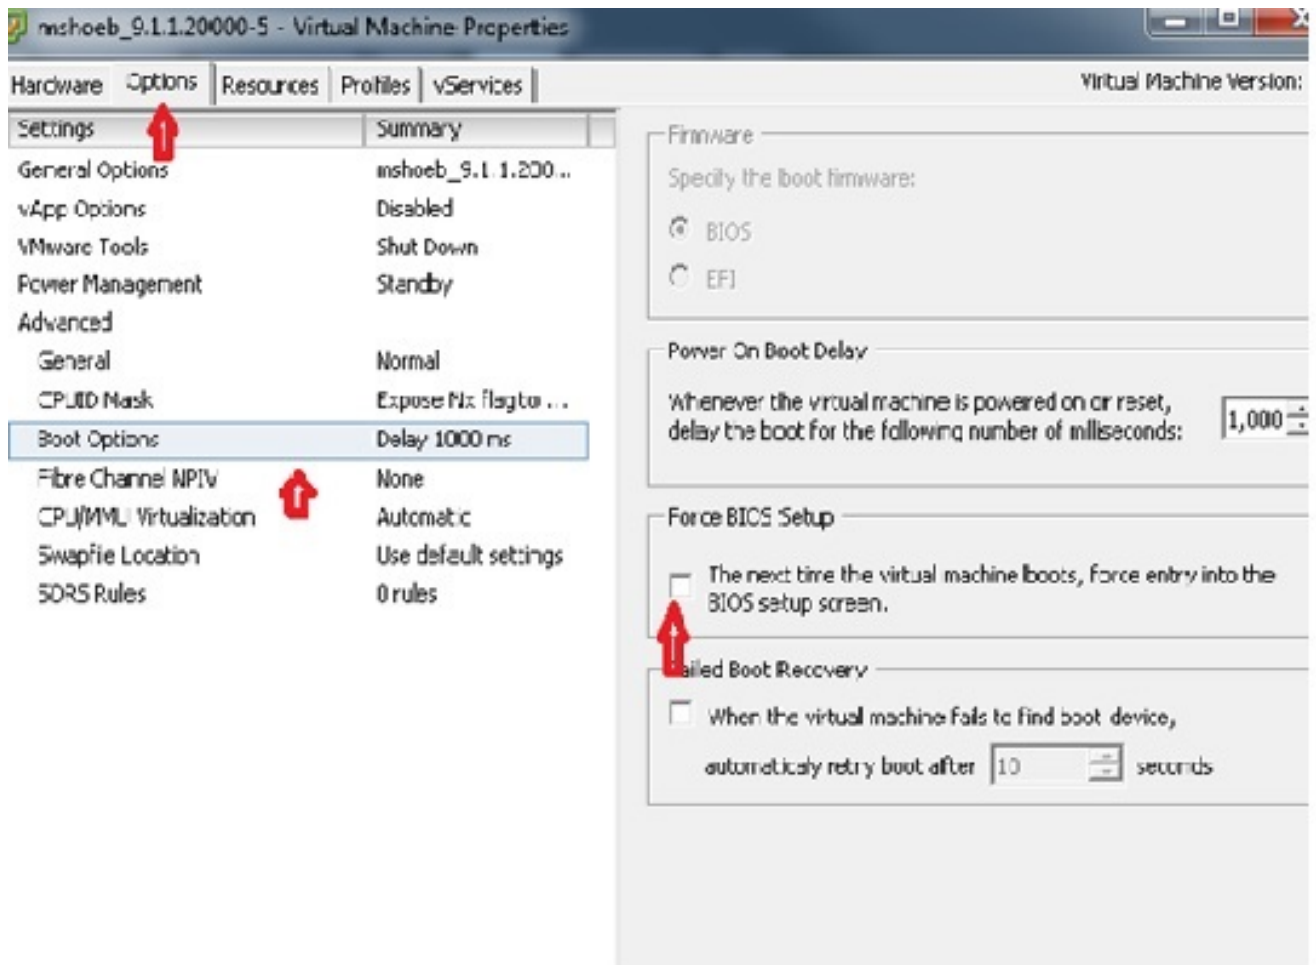 mshoeb_9.1.1.20000-5 - Virtual Machine Properties
Hardware Options Resources Profiles vServices Virtual Machine Version:
Settings Summary
General Options mshoeb_9.1.1.200...
vApp Options Disabled
VMware Tools Shut Down
Power Management Standby
Advanced
General Normal
CPUID Mask Expose Nx flag to ...
Boot Options Delay 1000 ms
Fibre Channel NPIV None
CPU/MMU Virtualization Automatic
Swapfile Location Use default settings
SDRS Rules 0 rules
Firmware
Specify the boot firmware:
BIOS
EFI
Power On Boot Delay
Whenever the virtual machine is powered on or reset,
delay the boot for the following number of milliseconds: 1,000
Force BIOS Setup
The next time the virtual machine boots, force entry into the
BIOS setup screen.
Failed Boot Recovery
When the virtual machine fails to find boot device,
automatically retry boot after 10 seconds